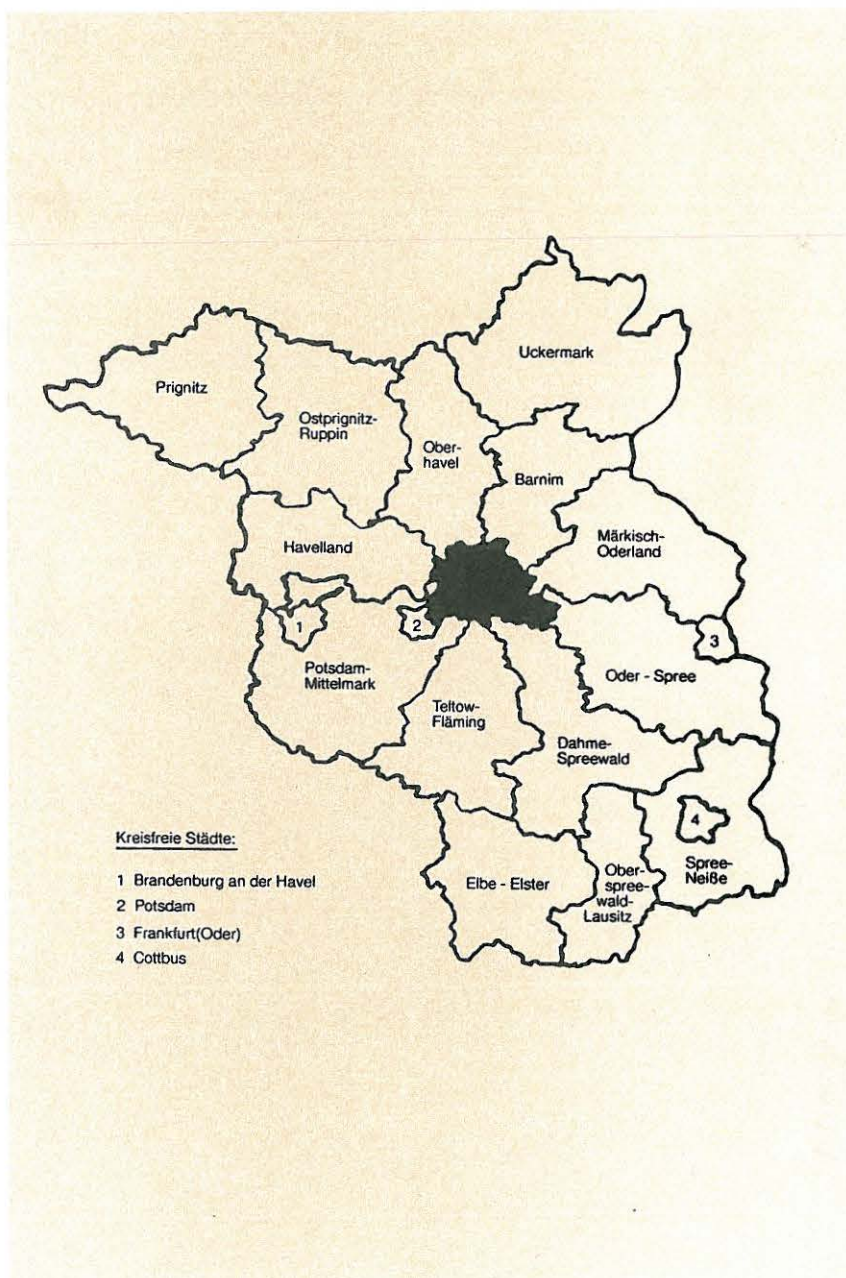 Uckermark
Prignitz
Ostprignitz-
Ruppin
Ober-
havel
Barnim
Havelland
Märkisch-
Oderland
1
2
3
Potsdam-
Mittelmark
Oder - Spree
Teltow-
Fläming
Dahme-
Spreewald
4
Kreisfreie Städte:
1 Brandenburg an der Havel
2 Potsdam
3 Frankfurt(Oder)
4 Cottbus
Elbe - Elster
Ober-
spree-
wald-
Lausitz
Spree-
Neiße